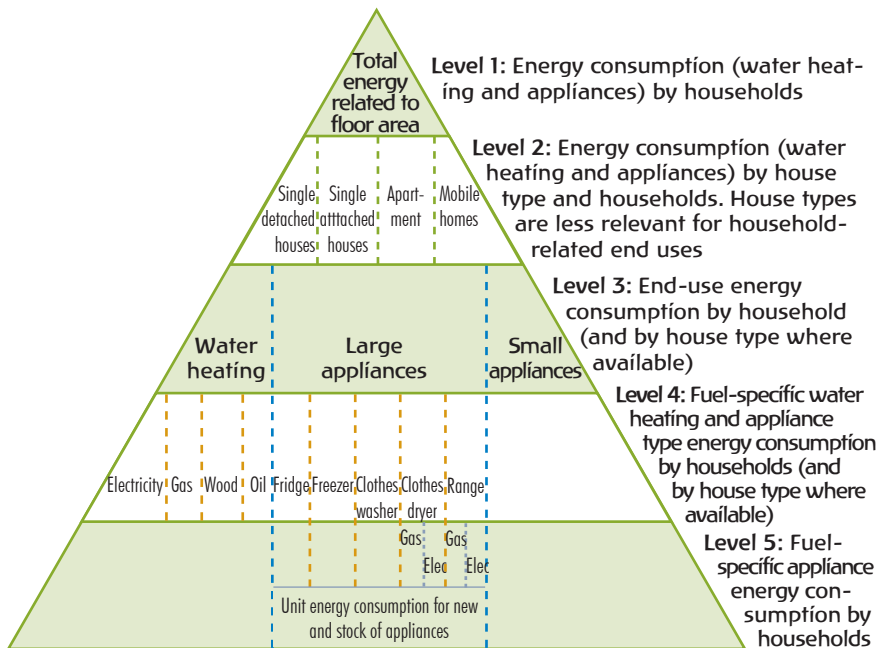 Total
energy
related to
floor area
Level 1: Energy consumption (water heat-
ing and appliances) by households
Single
detached
houses
Single
atttached
houses
Apart-
ment
Mobile
homes
Level 2: Energy consumption (water
heating and appliances) by house
type and households. House types
are less relevant for household-
related end uses
Water
heating
Large
appliances
Small
appliances
Level 3: End-use energy
consumption by household
(and by house type where
available)
Electricity
Gas
Wood
Oil
Fridge
Freezer
Clothes
washer
Clothes
dryer
Range
Level 4: Fuel-specific water
heating and appliance
type energy consumption
by households (and
by house type where
available)
Gas
Elec
Gas
Elec
Unit energy consumption for new
and stock of appliances
Level 5: Fuel-
specific appliance
energy con-
sumption by
households